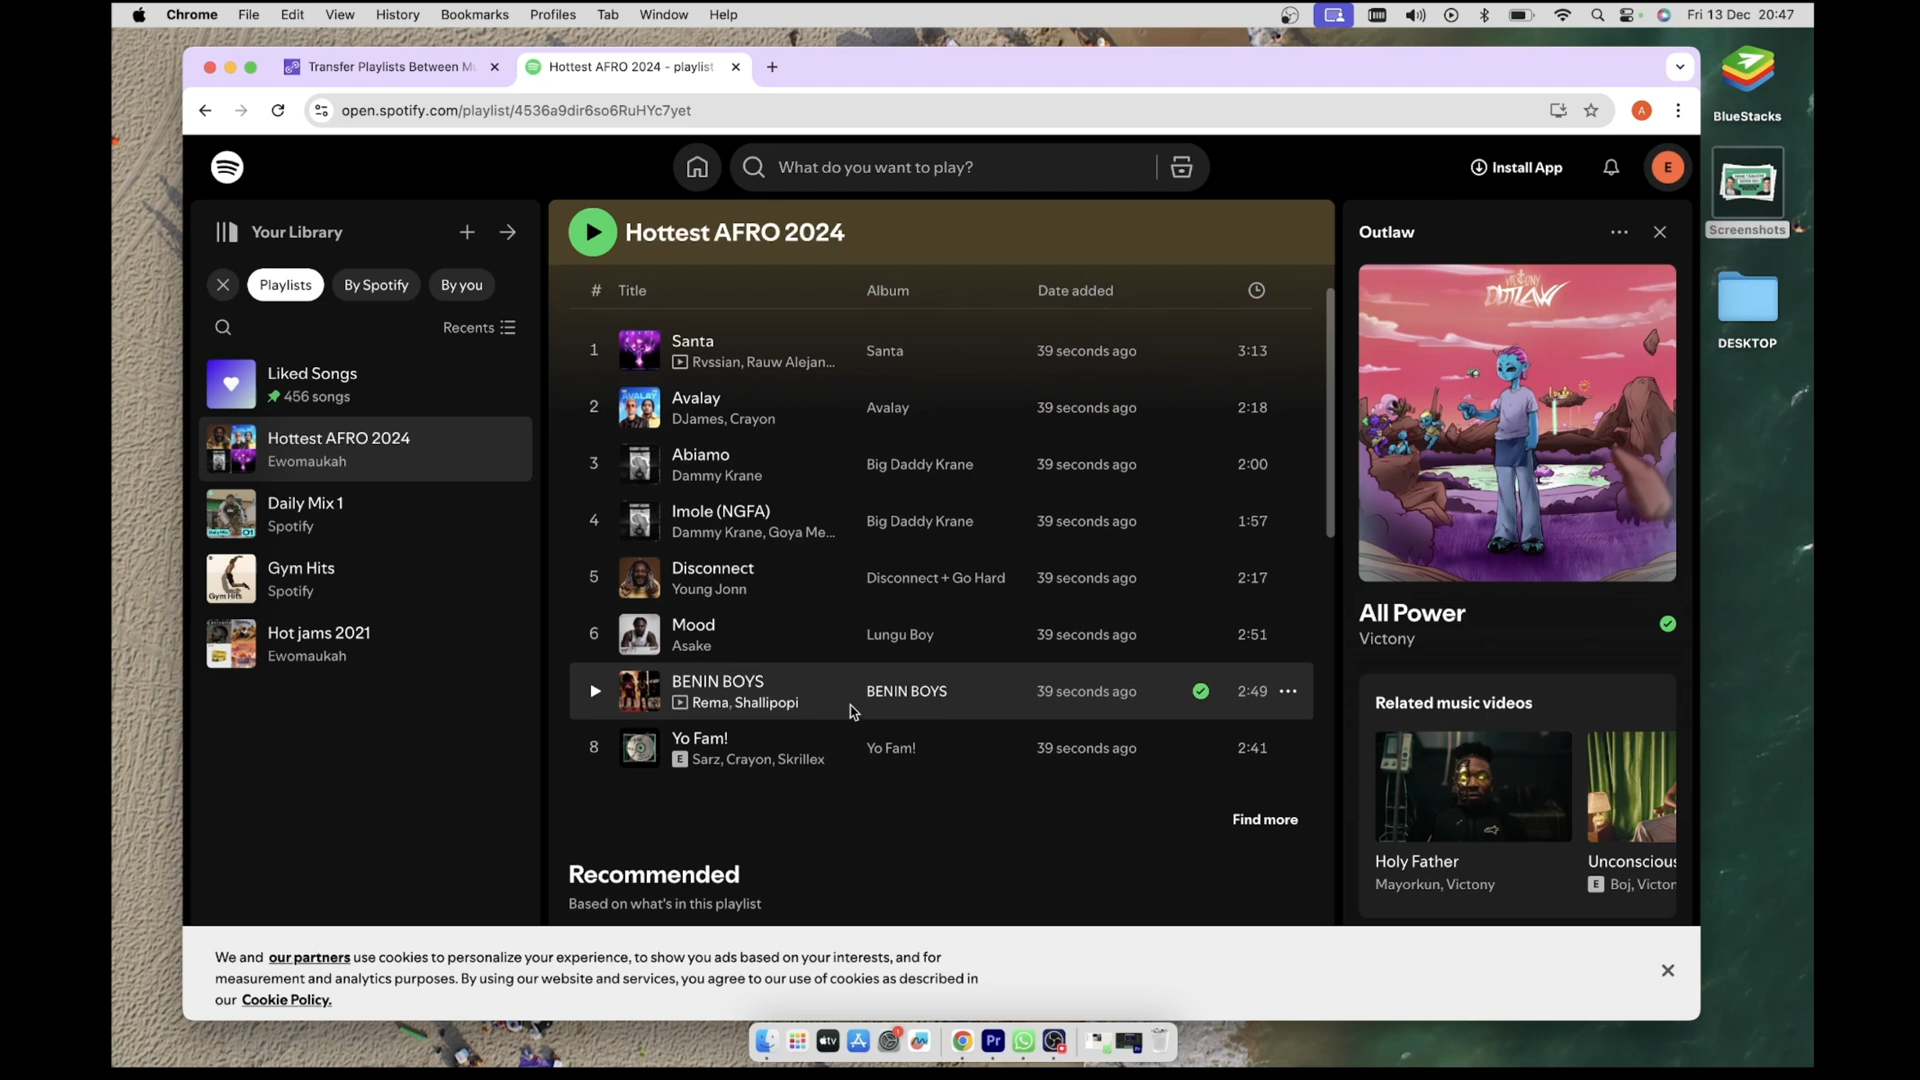 Chrome File Edit View History Bookmarks Profiles Tab Window Help
Fri 13 Dec 20:47
Transfer Playlists Between Mu
Hottest AFRO 2024 - playlist
open.spotify.com/playlist/4536a9dir6so6RuHYc7yet
A
What do you want to play?
Install App
E
Your Library
Playlists By Spotify By you
Recents
Liked Songs
456 songs
Hottest AFRO 2024
Ewomaukah
Daily Mix 1
Spotify
Gym Hits
Gym Hits
Spotify
Hot jams 2021
Ewomaukah
Hottest AFRO 2024
# Title Album Date added
1 Santa Santa 39 seconds ago 3:13
Rvssian, Rauw Alejan...
2 Avalay Avalay 39 seconds ago 2:18
DJames, Crayon
3 Abiamo Big Daddy Krane 39 seconds ago 2:00
Dammy Krane
4 Imole (NGFA) Big Daddy Krane 39 seconds ago 1:57
Dammy Krane, Goya Me...
5 Disconnect Disconnect + Go Hard 39 seconds ago 2:17
Young Jonn
6 Mood Lungu Boy 39 seconds ago 2:51
Asake
BENIN BOYS BENIN BOYS 39 seconds ago 2:49
Rema, Shallipopi
8 Yo Fam! Yo Fam! 39 seconds ago 2:41
E Sarz, Crayon, Skrillex
Find more
Recommended
Based on what's in this playlist
Outlaw
VICTONY
OUTLAW
All Power
Victony
Related music videos
Holy Father
Mayorkun, Victony
Unconscious
E Boj, Victor
We and our partners use cookies to personalize your experience, to show you ads based on your interests, and for
measurement and analytics purposes. By using our website and services, you agree to our use of cookies as described in
our Cookie Policy.
BlueStacks
Screenshots
DESKTOP
tv
1
Pr